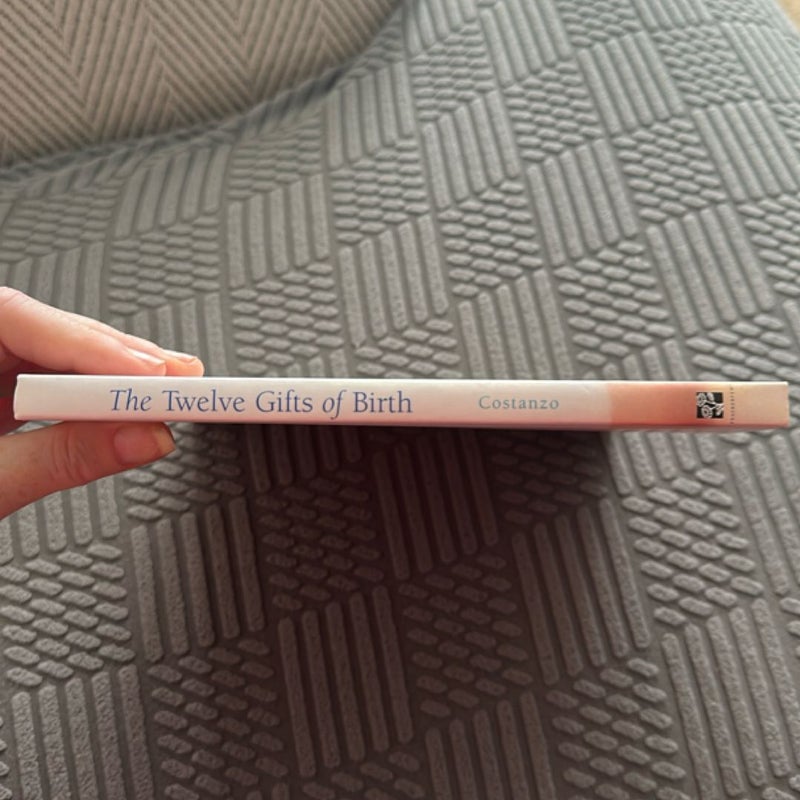 The Twelve Gifts of Birth
Costanzo